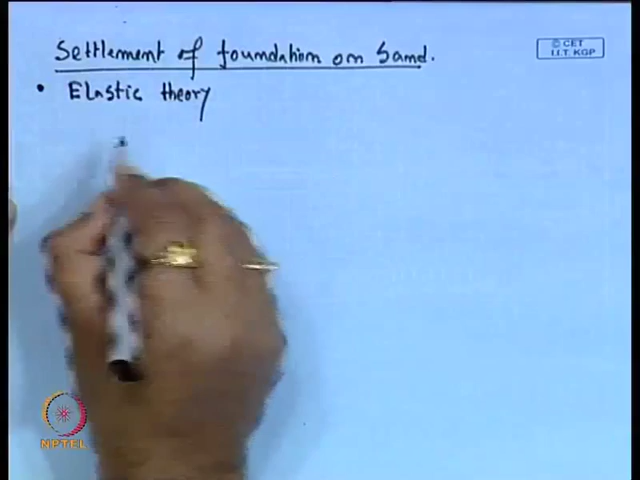 Settlement of foundation on Sand.
© CET
I.I.T. KGP
• Elastic theory
NPTEL